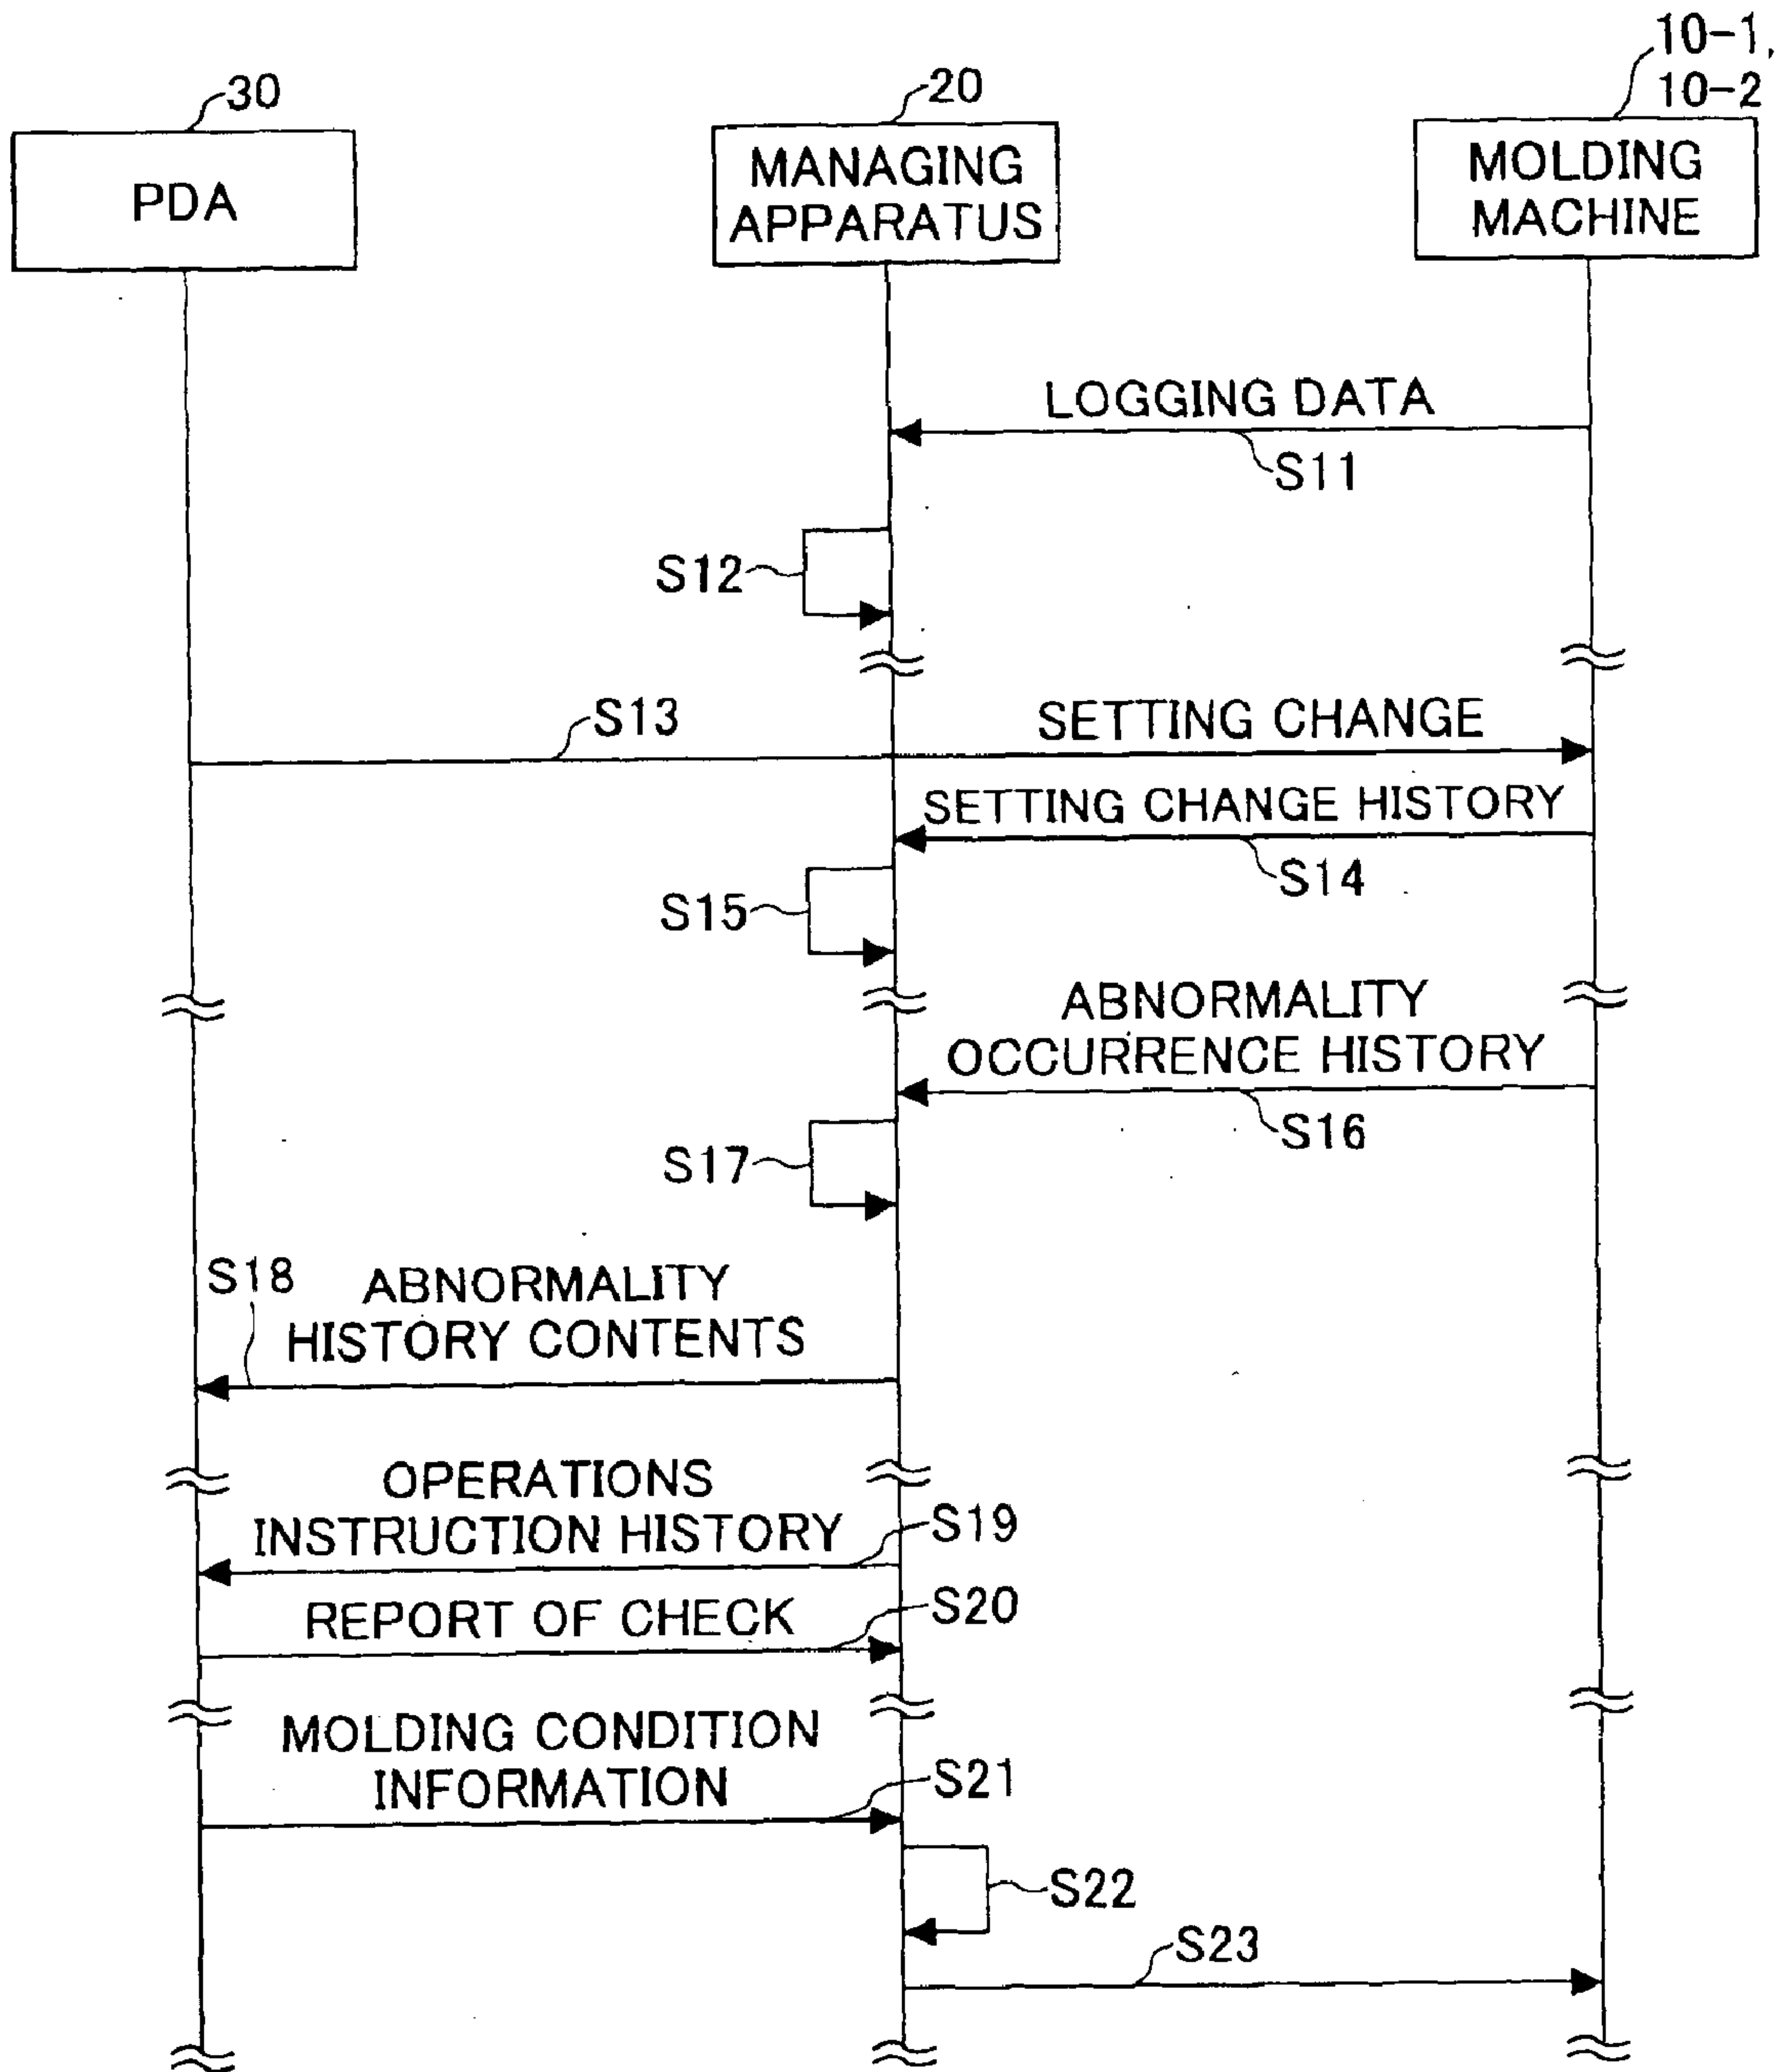 30
20
10-1,
10-2
PDA
MANAGING
APPARATUS
MOLDING
MACHINE
LOGGING DATA
S11
S12
S13
SETTING CHANGE
SETTING CHANGE HISTORY
S14
S15
ABNORMALITY
OCCURRENCE HISTORY
S16
S17
S18
ABNORMALITY
HISTORY CONTENTS
OPERATIONS
INSTRUCTION HISTORY
S19
REPORT OF CHECK
S20
MOLDING CONDITION
INFORMATION
S21
S22
S23